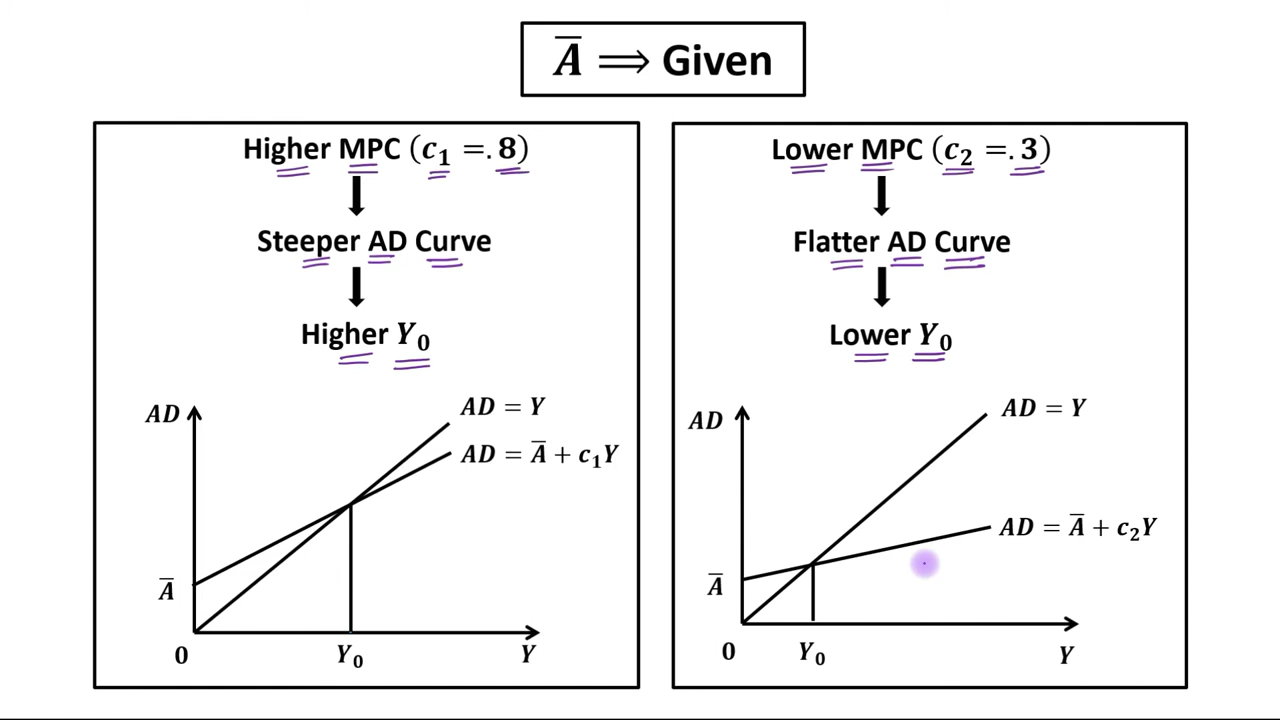 A̅ ⟹ Given
Higher MPC (c₁ =. 8)
Steeper AD Curve
Higher Y₀
AD
AD = Y
AD = A̅ + c₁Y
A̅
0
Y₀
Y
Lower MPC (c₂ =. 3)
Flatter AD Curve
Lower Y₀
AD
AD = Y
AD = A̅ + c₂Y
A̅
0
Y₀
Y